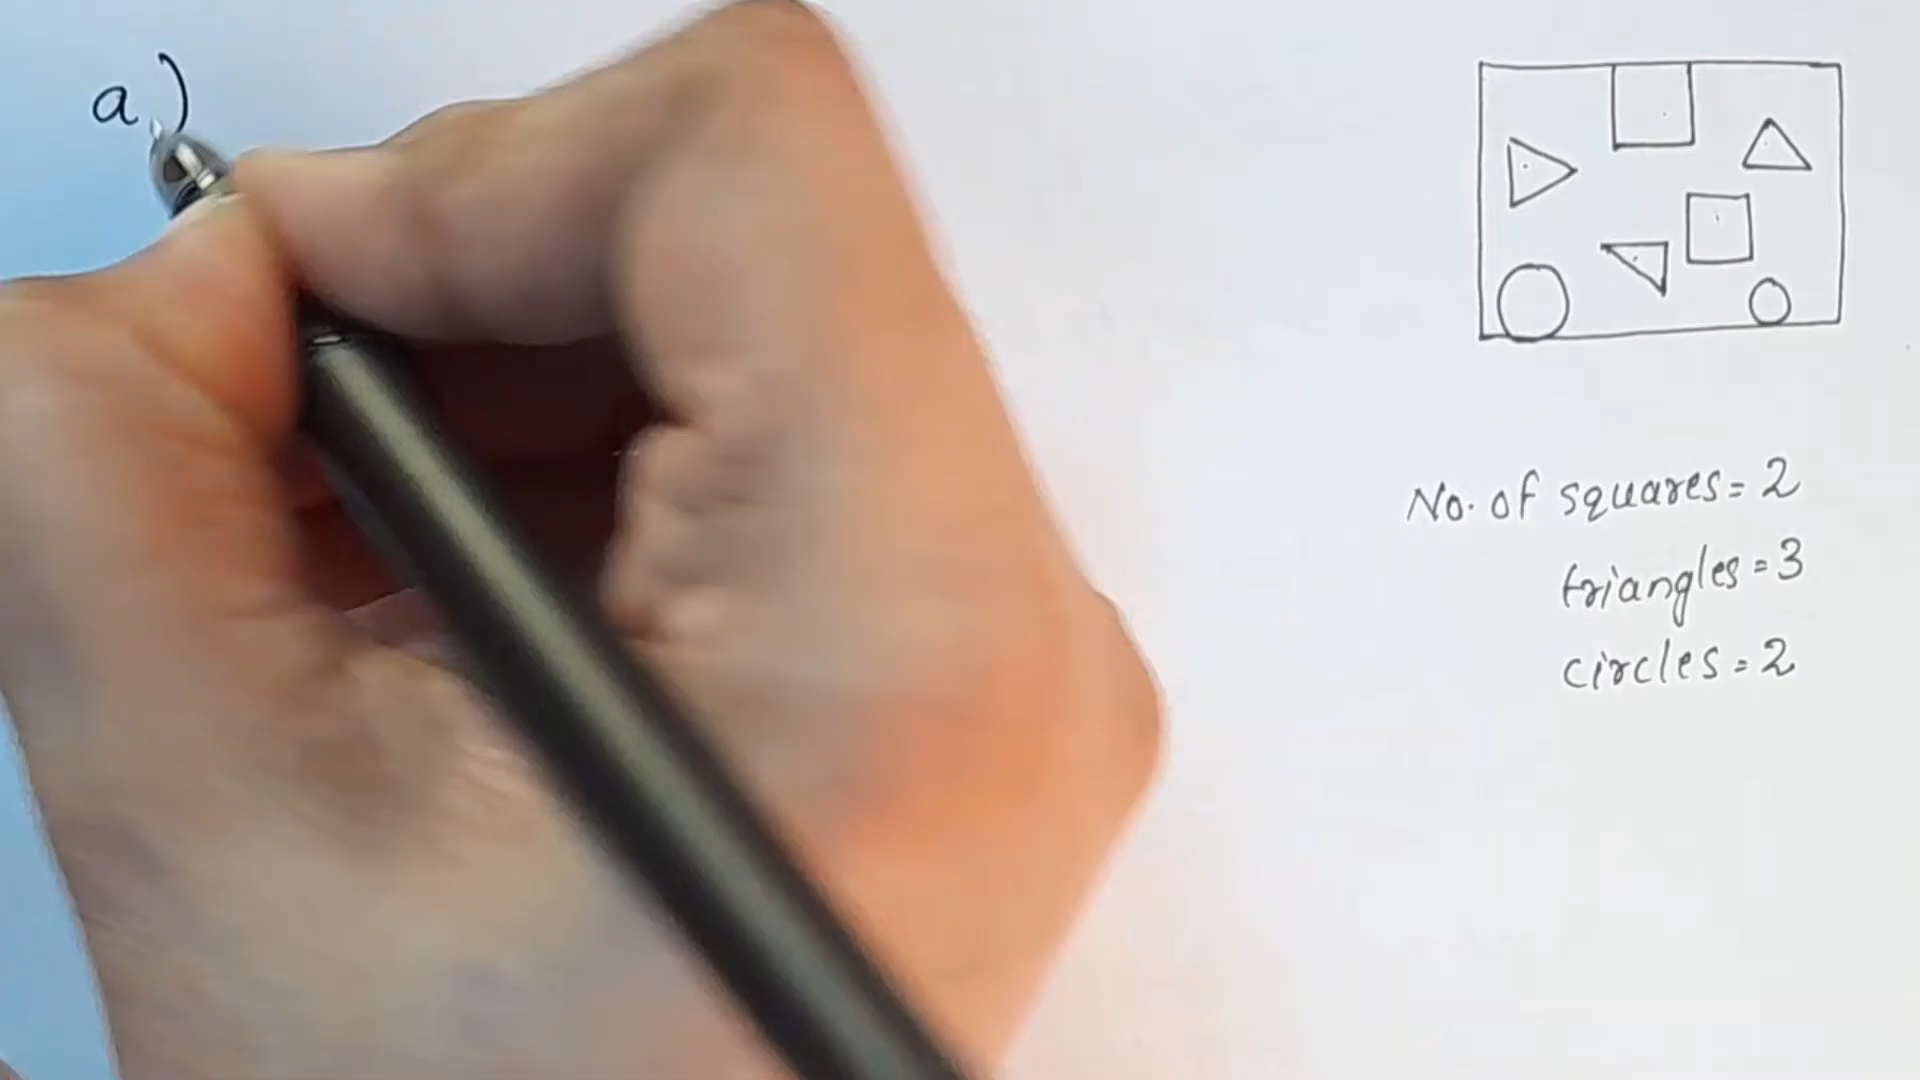 a)
No. of squares = 2
triangles = 3
circles = 2